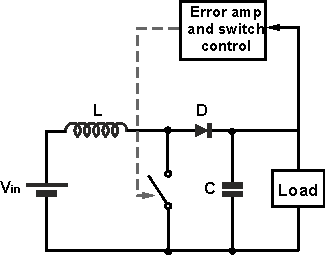 Error amp
and switch
control
L
D
Vin
C
Load